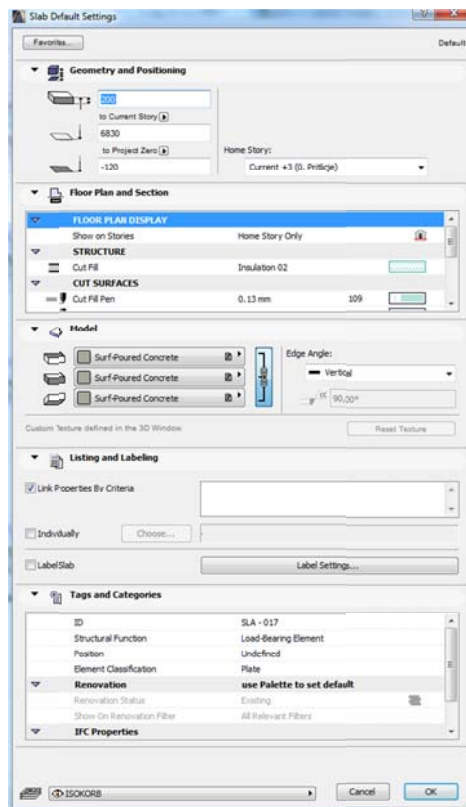 Slab Default Settings
Favorites...
Default
Geometry and Positioning
200
to Current Story
6830
to Project Zero
-120
Home Story:
Current +3 (0. Pritličje)
Floor Plan and Section
FLOOR PLAN DISPLAY
Show on Stories Home Story Only
STRUCTURE
Cut Fill Insulation 02
CUT SURFACES
Cut Fill Pen 0.13 mm 109
Model
Surf-Poured Concrete
Surf-Poured Concrete
Surf-Poured Concrete
Edge Angle:
Vertical
α 90,00°
Custom Texture defined in the 3D Window
Reset Texture
Listing and Labeling
Link Properties By Criteria
Individually Choose...
Label Slab Label Settings...
Tags and Categories
ID SLA - 017
Structural Function Load-Bearing Element
Position Undefined
Element Classification Plate
Renovation use Palette to set default
Renovation Status Existing
Show On Renovation Filter All Relevant Filters
IFC Properties
ISOKORB
Cancel
OK